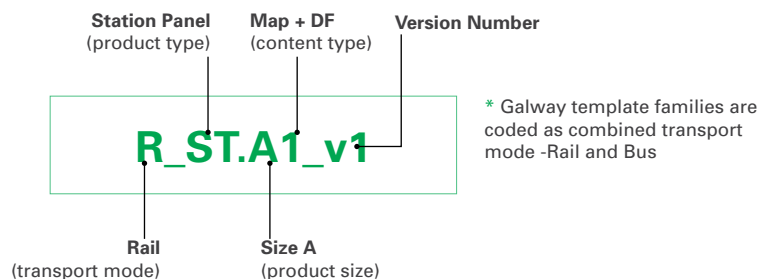 Station Panel
(product type)
Map + DF
(content type)
Version Number
R_ST.A1_v1
* Galway template families are
coded as combined transport
mode -Rail and Bus
Rail
(transport mode)
Size A
(product size)